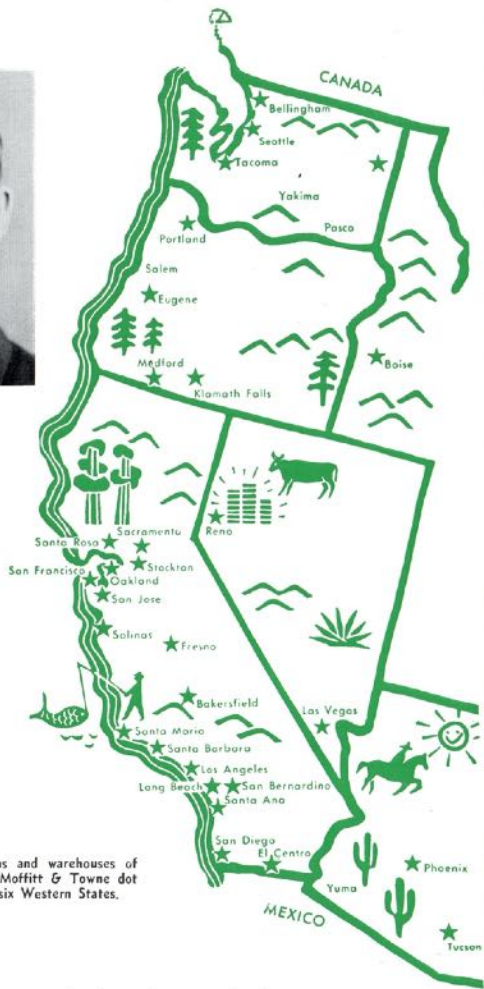 CANADA
Bellingham
Seattle
Tacoma
Yakima
Pasco
Portland
Salem
Eugene
Medford
Klamath Falls
Boise
Sacramento
Santa Rosa
Reno
Stockton
San Francisco
Oakland
San Jose
Salinas
Fresno
Bakersfield
Las Vegas
Santa Maria
Santa Barbara
Los Angeles
Long Beach
San Bernardino
Santa Ana
San Diego
El Centro
Yuma
Phoenix
Tucson
MEXICO
and warehouses of
Moffitt & Towne dot
six Western States.